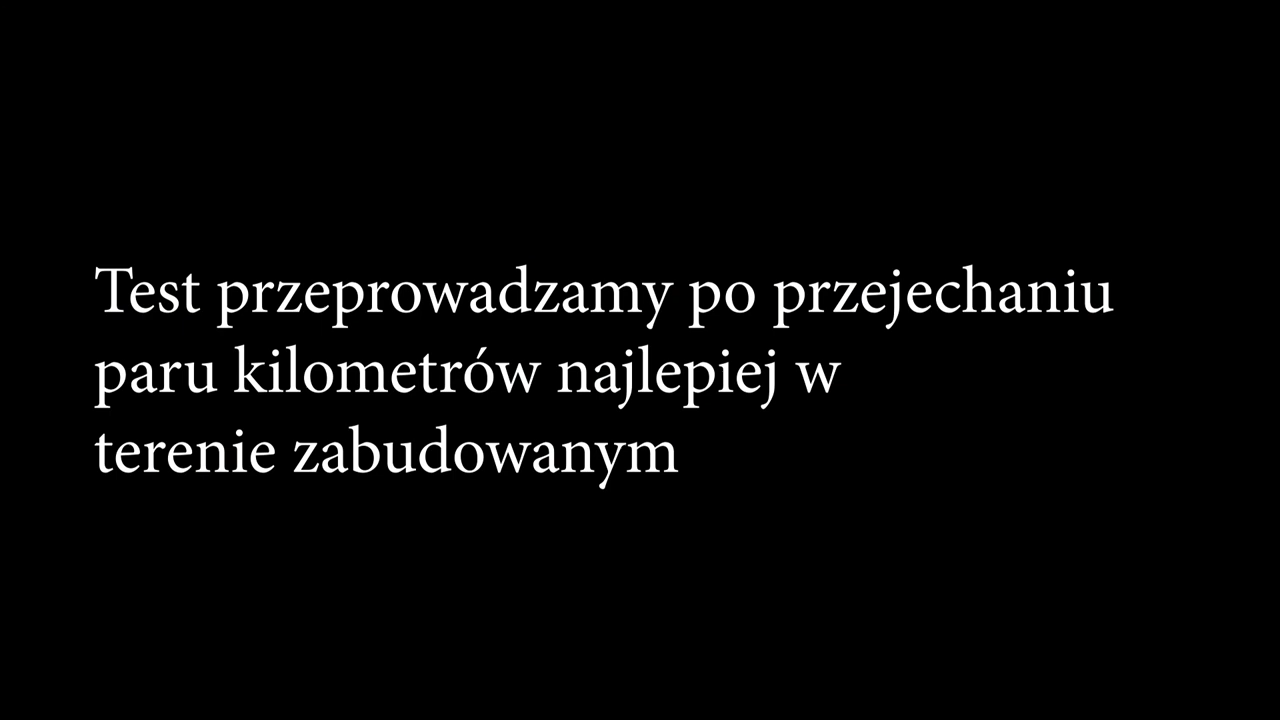 Test przeprowadzamy po przejechaniu
paru kilometrów najlepiej w
terenie zabudowanym